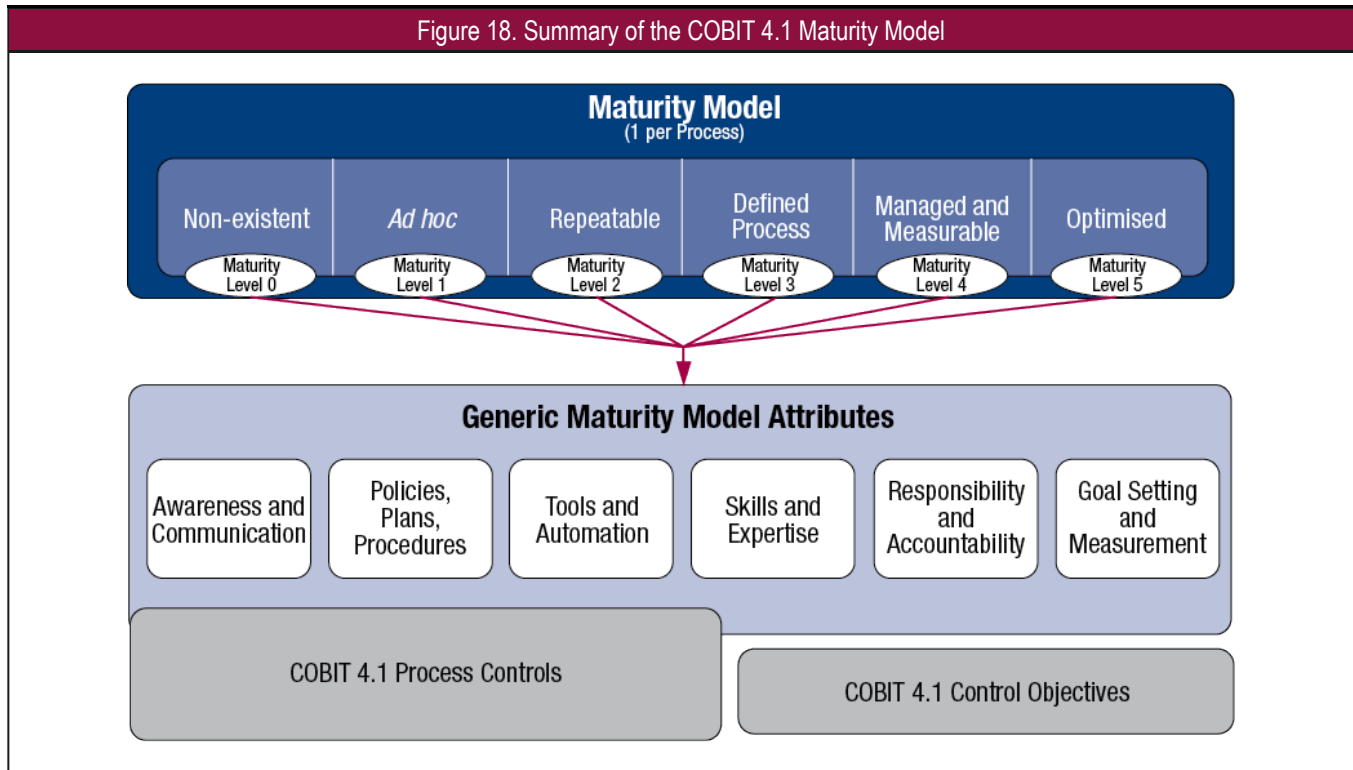 Figure 18. Summary of the COBIT 4.1 Maturity Model
Maturity Model
(1 per Process)
Non-existent
Ad hoc
Repeatable
Defined
Process
Managed and
Measurable
Optimised
Maturity
Level 0
Maturity
Level 1
Maturity
Level 2
Maturity
Level 3
Maturity
Level 4
Maturity
Level 5
Generic Maturity Model Attributes
Awareness and
Communication
Policies,
Plans,
Procedures
Tools and
Automation
Skills and
Expertise
Responsibility
and
Accountability
Goal Setting
and
Measurement
COBIT 4.1 Process Controls
COBIT 4.1 Control Objectives